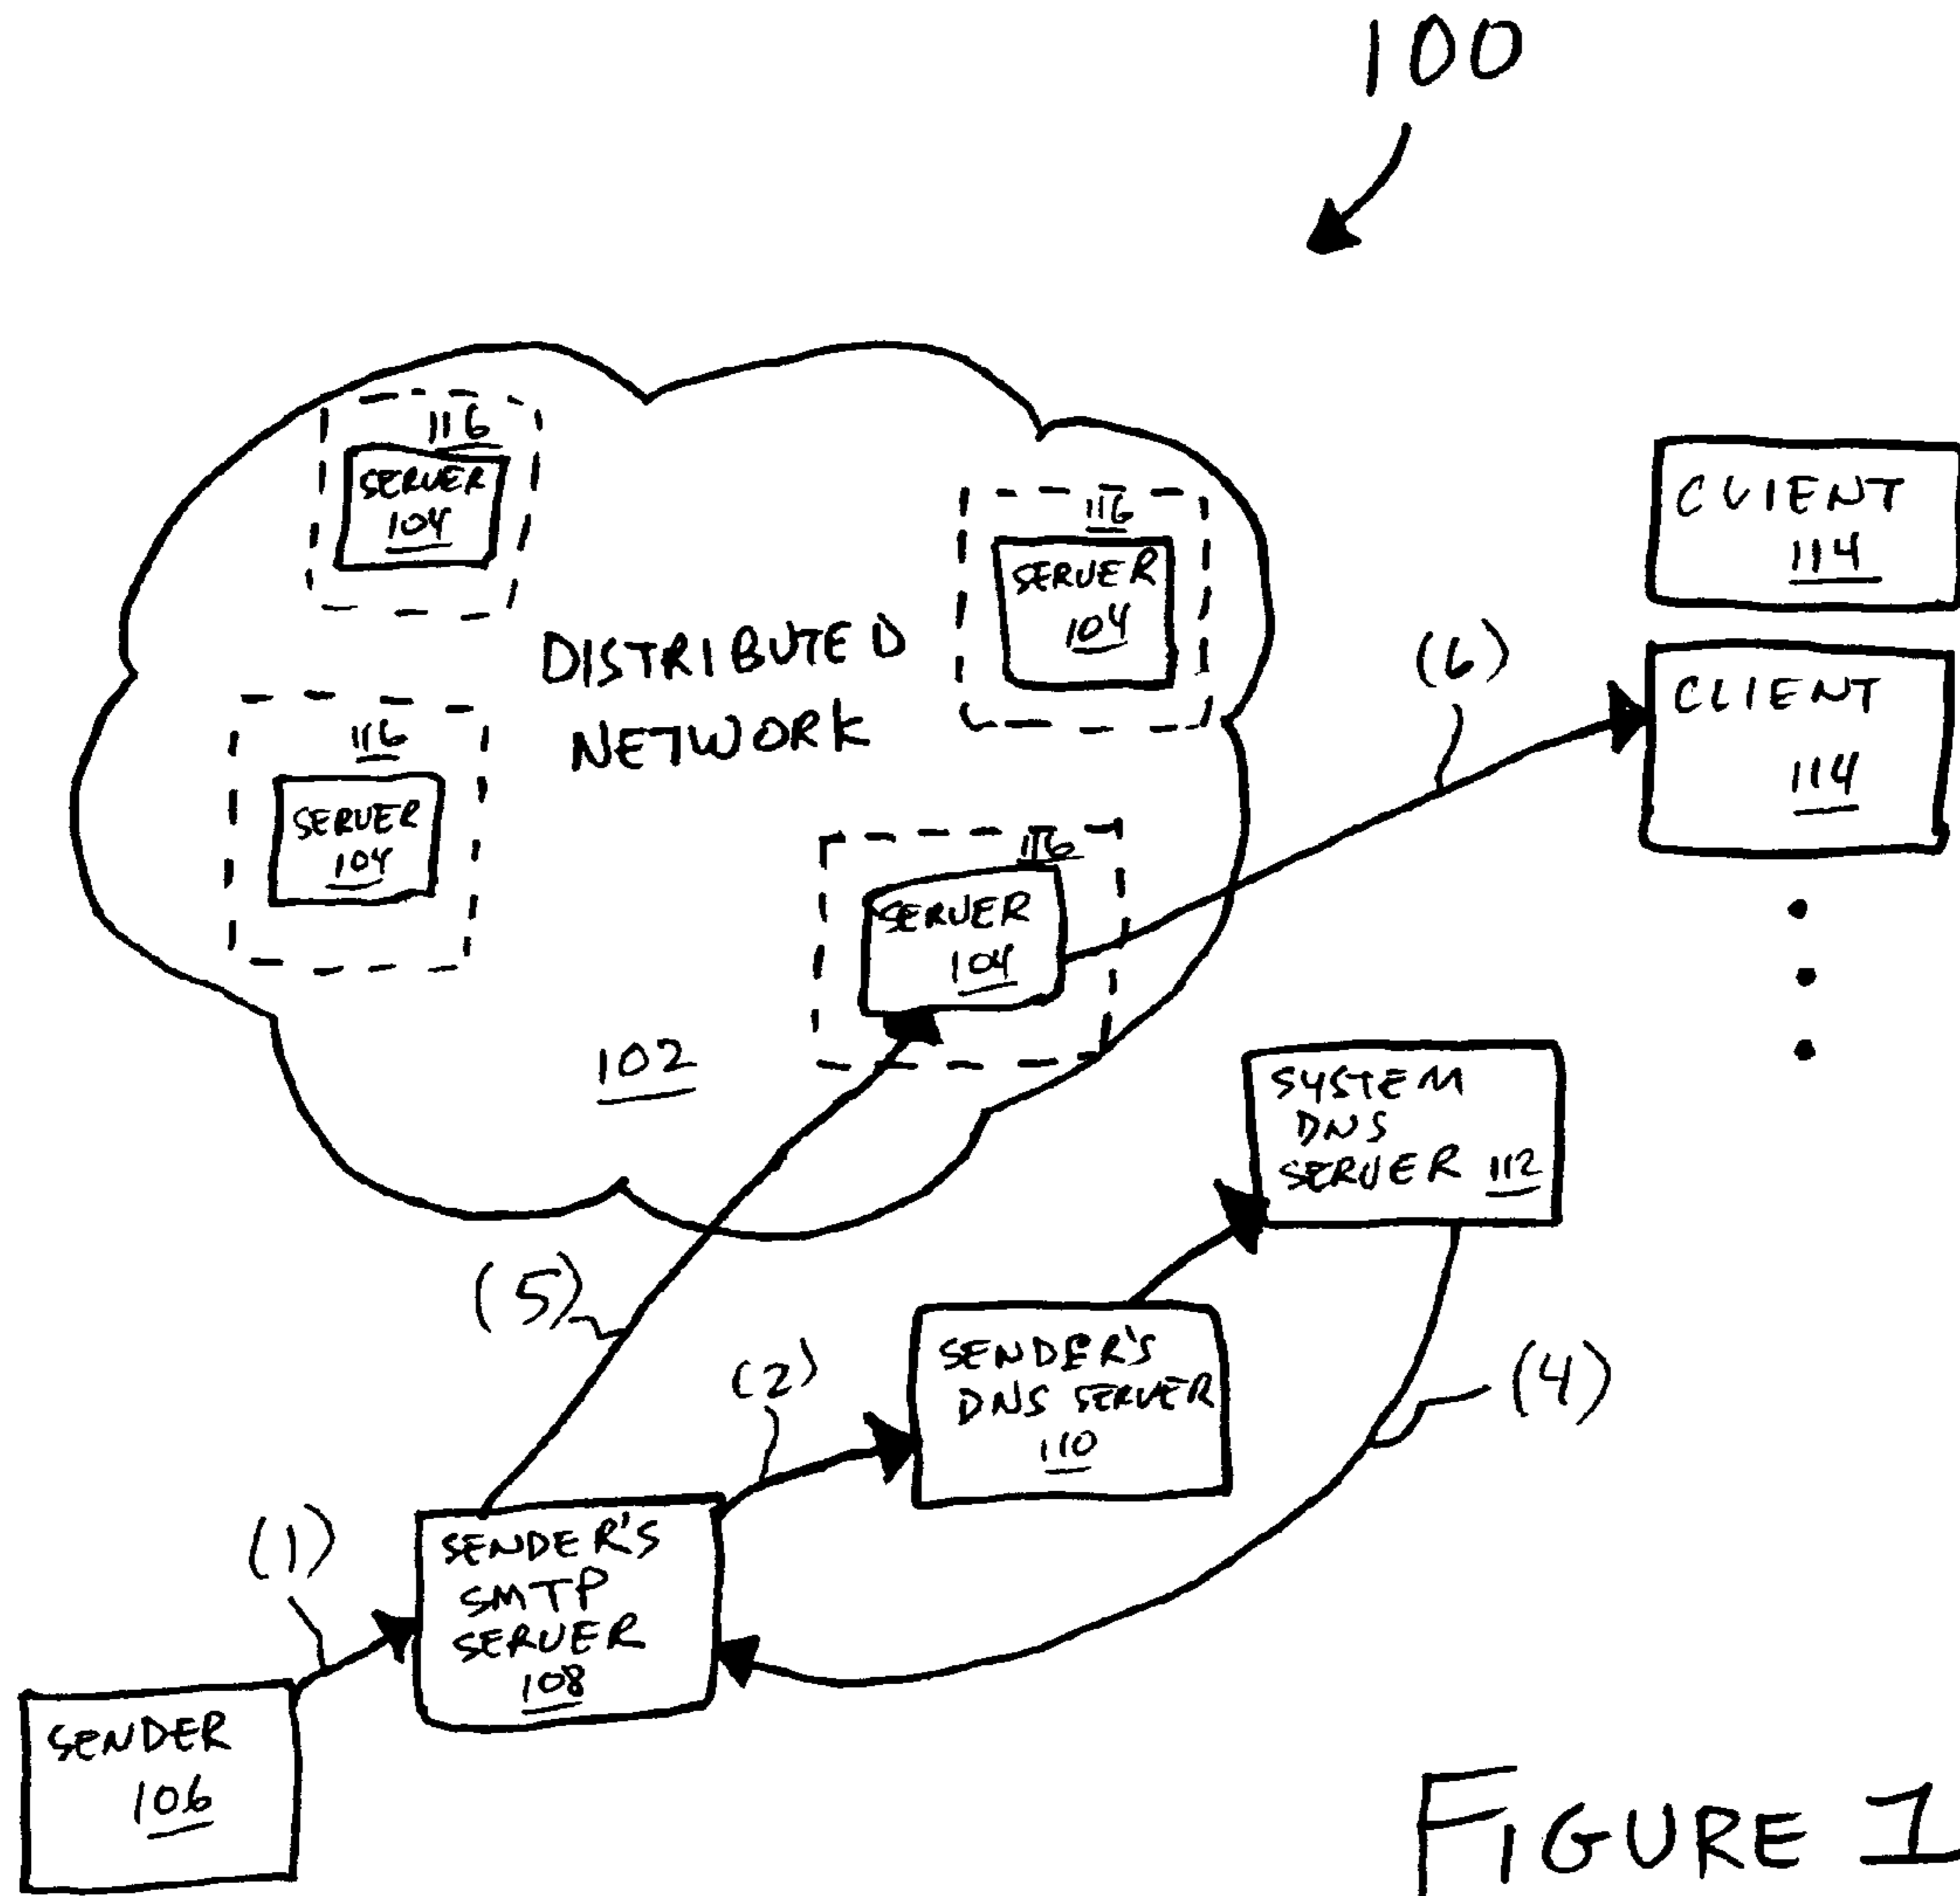 100
116
SERVER
104
116
SERVER
104
DISTRIBUTED
NETWORK
116
SERVER
104
116
SERVER
104
102
CLIENT
114
(6)
CLIENT
114
SYSTEM
DNS
SERVER 112
(5)
(2)
SENDER'S
DNS SERVER
110
(4)
(1)
SENDER'S
SMTP
SERVER
108
SENDER
106
FIGURE 1